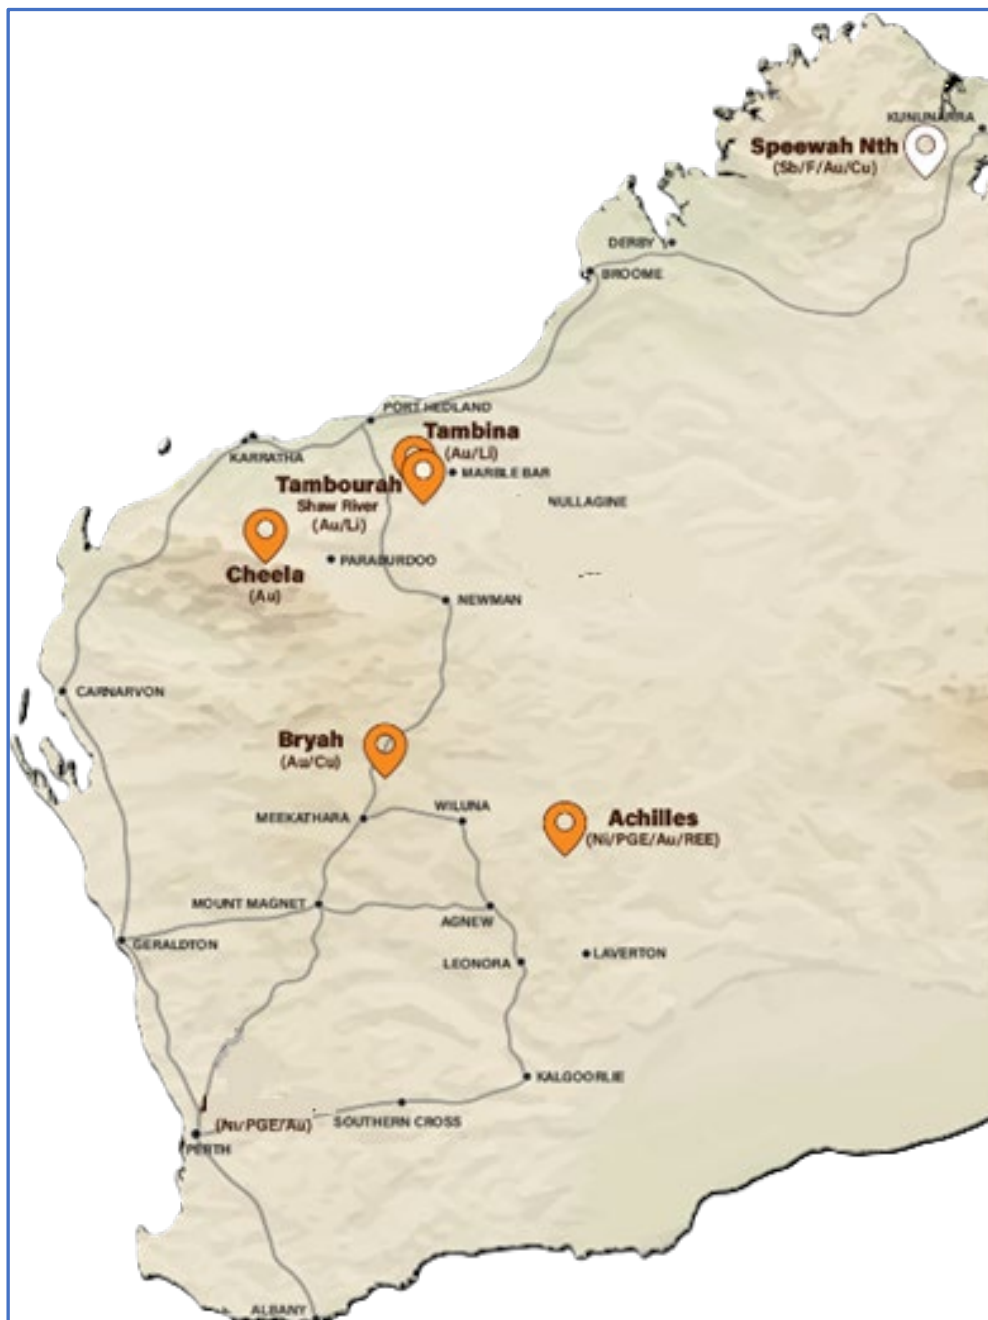 KUNUNARRA
Speewah Nth
(Sb/F/Au/Cu)
DERBY
BROOME
PORT HEDLAND
Tambina
(Au/Li)
KARRATHA
MARBLE BAR
Tambourah
Shaw River
(Au/Li)
NULLAGINE
PARABURDOO
Cheela
(Au)
NEWMAN
CARNARVON
Bryah
(Au/Cu)
WILUNA
MEEKATHARA
Achilles
(Ni/PGE/Au/REE)
MOUNT MAGNET
AGNEW
GERALDTON
LAVERTON
LEONORA
KALGOORLIE
(Ni/PGE/Au)
SOUTHERN CROSS
PERTH
ALBANY